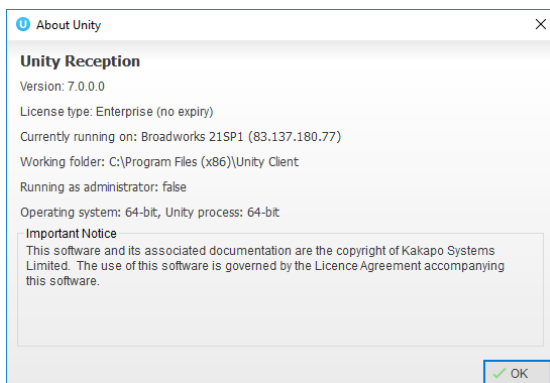 About Unity
Unity Reception
Version: 7.0.0.0
License type: Enterprise (no expiry)
Currently running on: Broadworks 21SP1 (83.137.180.77)
Working folder: C:\Program Files (x86)\Unity Client
Running as administrator: false
Operating system: 64-bit, Unity process: 64-bit
Important Notice
This software and its associated documentation are the copyright of Kakapo Systems
Limited. The use of this software is governed by the Licence Agreement accompanying
this software.
OK